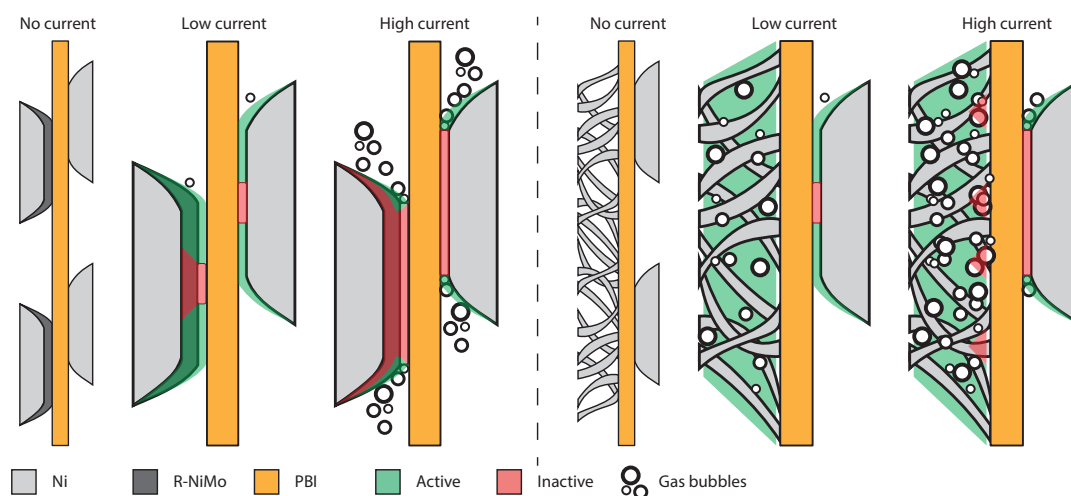 No current Low current High current No current Low current High current
Ni R-NiMo PBI Active Inactive Gas bubbles